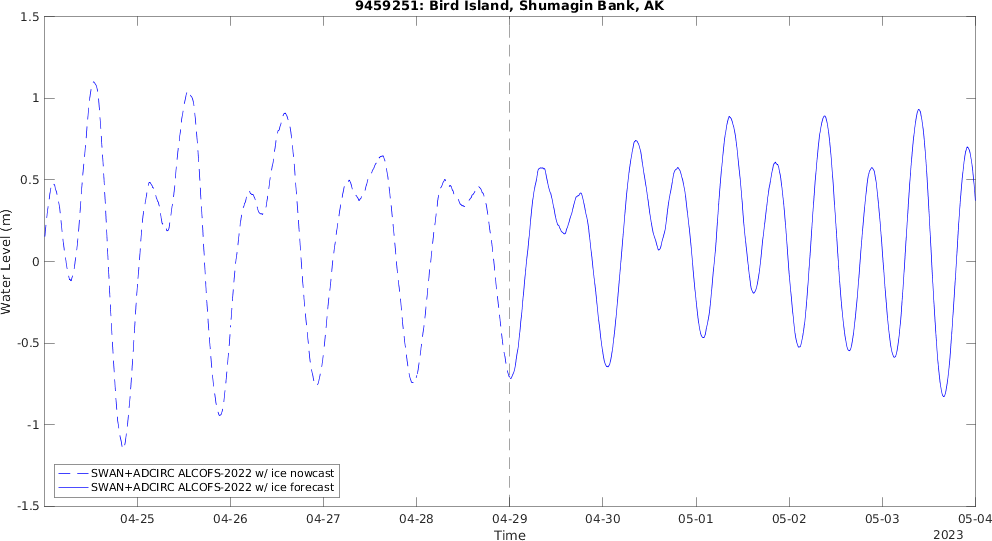 9459251: Bird Island, Shumagin Bank, AK
1.5
1
0.5
0
-0.5
-1
-1.5
Water Level (m)
SWAN+ADCIRC ALCOFS-2022 w/ ice nowcast
SWAN+ADCIRC ALCOFS-2022 w/ ice forecast
04-25 04-26 04-27 04-28 04-29 04-30 05-01 05-02 05-03 05-04
Time
2023